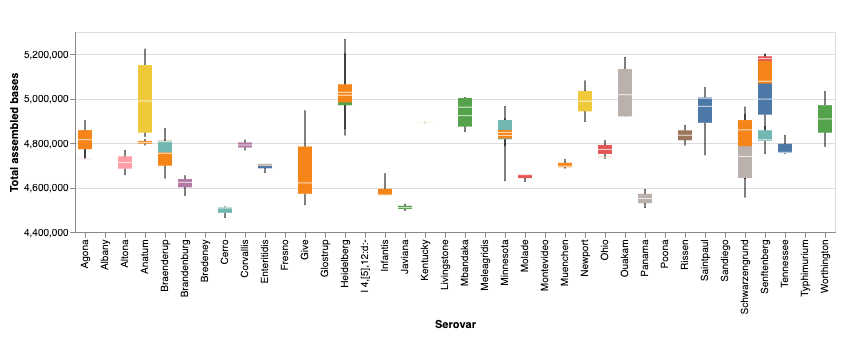 Total assembled bases
5,200,000
5,000,000
4,800,000
4,600,000
4,400,000
Agona
Albany
Altona
Anatum
Braenderup
Brandenburg
Bredeney
Cerro
Corvallis
Enteritidis
Fresno
Give
Glostrup
Heidelberg
I 4,[5],12:d:-
Infantis
Javiana
Kentucky
Livingstone
Mbandaka
Meleagridis
Minnesota
Molade
Montevideo
Muenchen
Newport
Ohio
Ouakam
Panama
Poona
Rissen
Saintpaul
Sandiego
Schwarzengrund
Senftenberg
Tennessee
Typhimurium
Worthington
Serovar